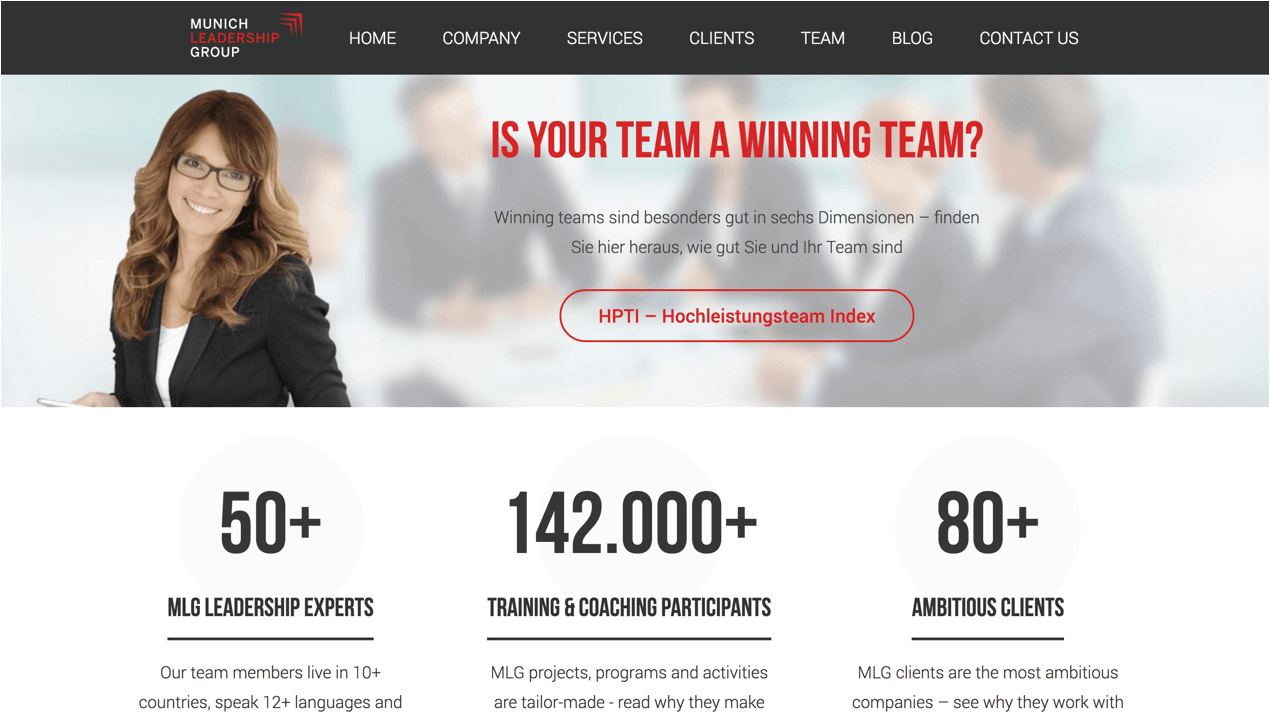 MUNICH
LEADERSHIP
GROUP
HOME COMPANY SERVICES CLIENTS TEAM BLOG CONTACT US
IS YOUR TEAM A WINNING TEAM?
Winning teams sind besonders gut in sechs Dimensionen – finden
Sie hier heraus, wie gut Sie und Ihr Team sind
HPTI – Hochleistungsteam Index
50+
MLG LEADERSHIP EXPERTS
Our team members live in 10+
countries, speak 12+ languages and
142.000+
TRAINING & COACHING PARTICIPANTS
MLG projects, programs and activities
are tailor-made - read why they make
80+
AMBITIOUS CLIENTS
MLG clients are the most ambitious
companies – see why they work with